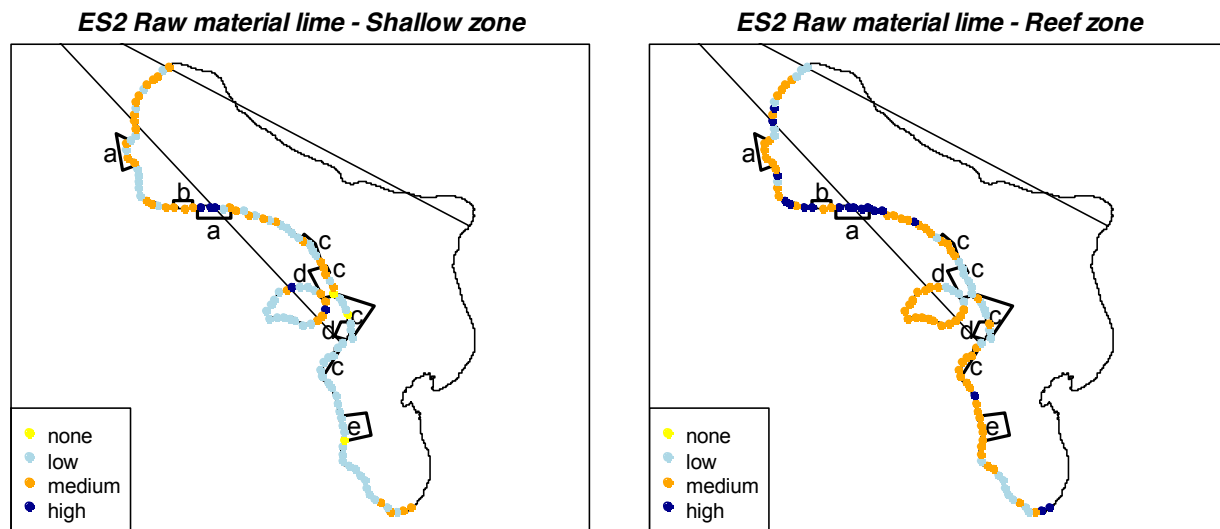 ES2 Raw material lime - Shallow zone
a
b
a
c
c
d
c
d
c
e
none
low
medium
high
ES2 Raw material lime - Reef zone
a
b
a
c
c
d
c
d
c
e
none
low
medium
high